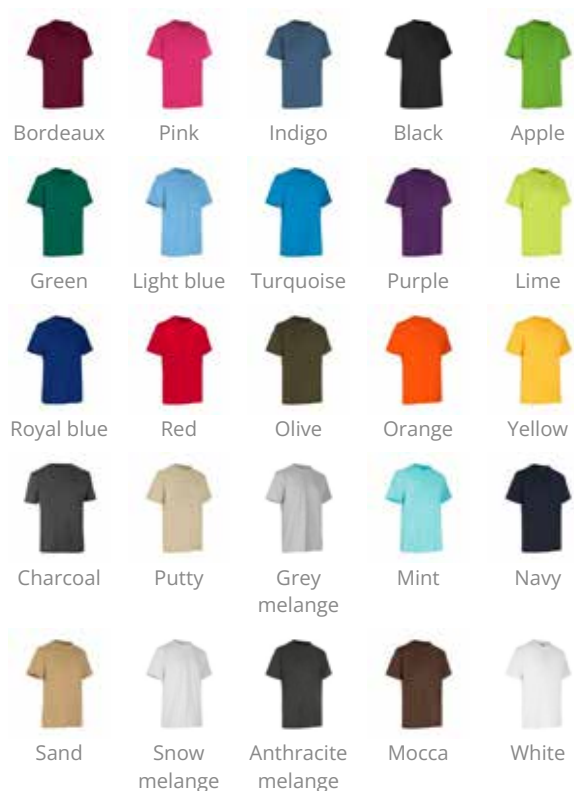 Bordeaux
Pink
Indigo
Black
Apple
Green
Light blue
Turquoise
Purple
Lime
Royal blue
Red
Olive
Orange
Yellow
Charcoal
Putty
Grey
melange
Mint
Navy
Sand
Snow
melange
Anthracite
melange
Mocca
White